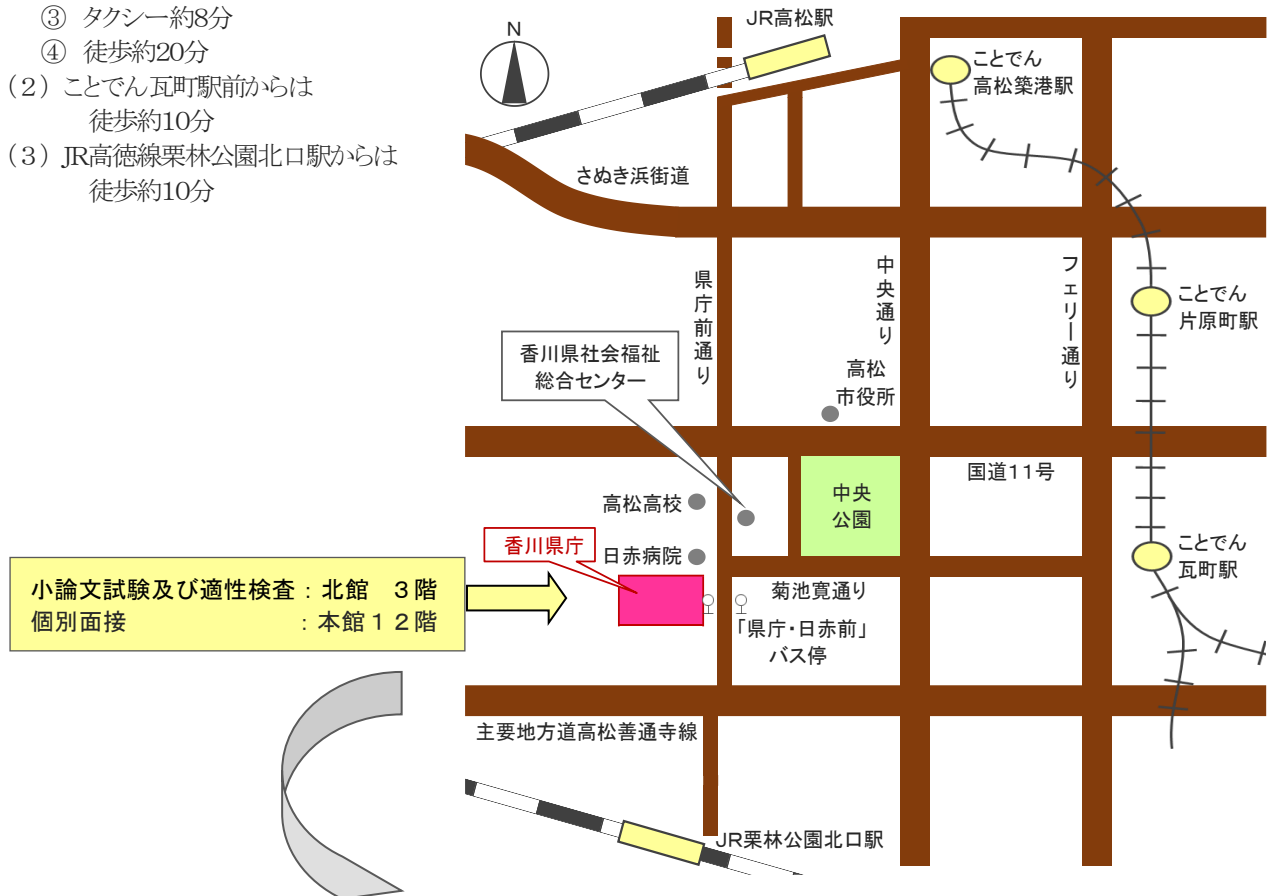 ③ タクシー約8分
④ 徒歩約20分
(2) ことでん瓦町駅前からは
徒歩約10分
(3) JR高徳線栗林公園北口駅からは
徒歩約10分
N
JR高松駅
ことでん
高松築港駅
さぬき浜街道
県庁前通り
中央通り
フェリー通り
ことでん
片原町駅
香川県社会福祉
総合センター
高松
市役所
国道11号
高松高校
中央
公園
香川県庁
日赤病院
ことでん
瓦町駅
小論文試験及び適性検査:北館 3階
個別面接 :本館12階
菊池寛通り
「県庁・日赤前」
バス停
主要地方道高松善通寺線
JR栗林公園北口駅